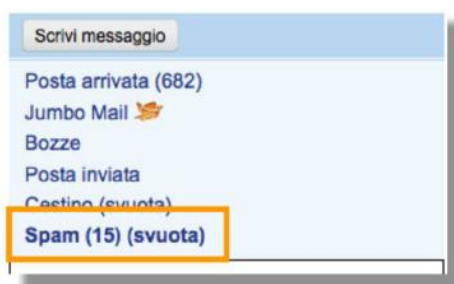 Scrivi messaggio
Posta arrivata (682)
Jumbo Mail
Bozze
Posta inviata
Cestino (svuota)
Spam (15) (svuota)